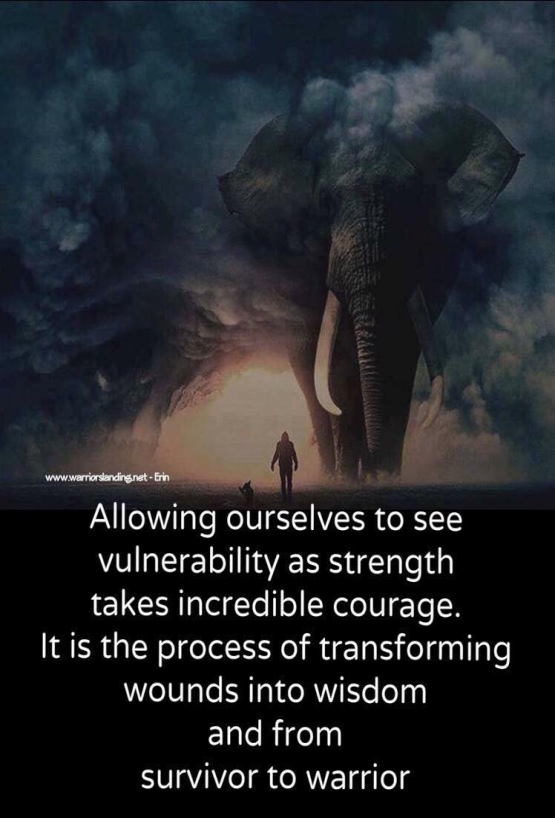 www.warriorslanding.net - Erin
Allowing ourselves to see
vulnerability as strength
takes incredible courage.
It is the process of transforming
wounds into wisdom
and from
survivor to warrior